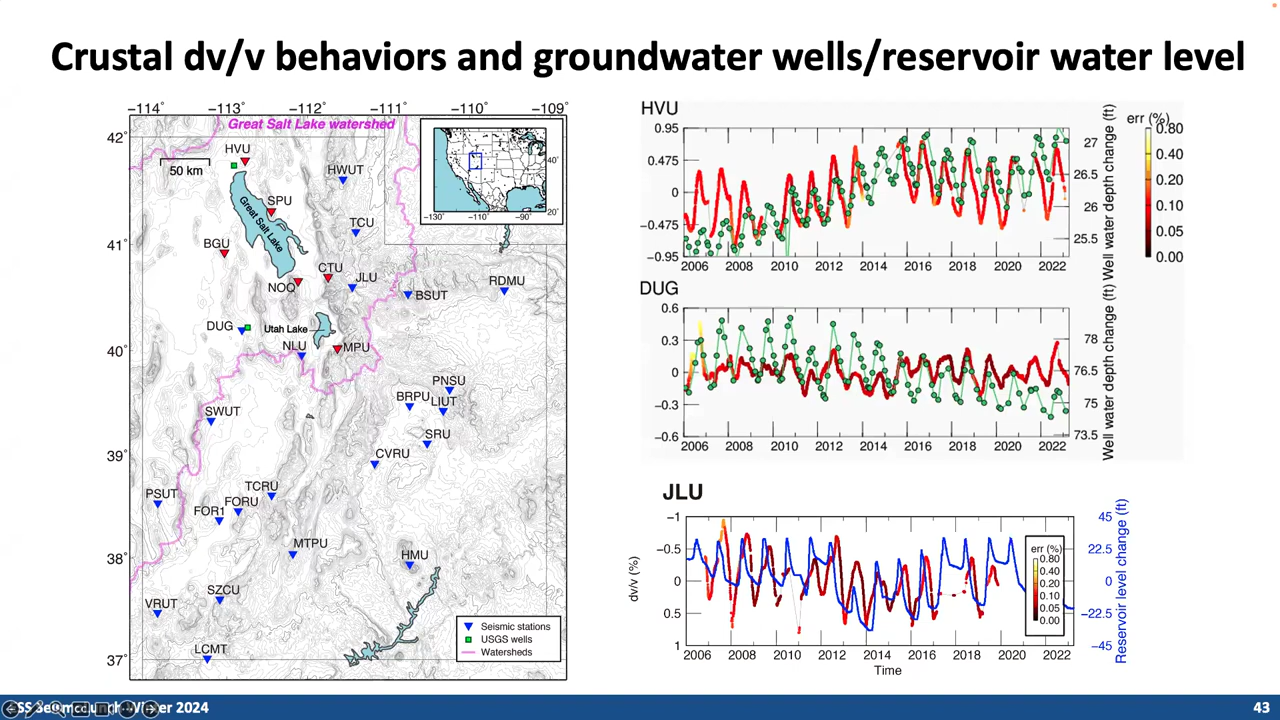 43
Crustal dv/v behaviors and groundwater wells/reservoir water level
−114° −113° −112° −111° −110° −109°
42°
41°
40°
39°
38°
37°
Great Salt Lake watershed
50 km
HVU
SPU
Great Salt Lake
BGU
NOQ
CTU
JLU
HWUT
TCU
BSUT
RDMU
DUG
Utah Lake
NLU
MPU
PNSU
BRPU
LIUT
SRU
CVRU
SWUT
PSUT
TCRU
FORU
FOR1
MTPU
HMU
SZCU
VRUT
LCMT
40°
20°
−130° −110° −90°
Seismic stations
USGS wells
Watersheds
HVU
0.95
0.475
0
−0.475
−0.95
2006 2008 2010 2012 2014 2016 2018 2020 2022
27
26.5
26
25.5
Well water depth change (ft)
err (%)
0.80
0.40
0.20
0.10
0.05
0.00
DUG
0.6
0.3
0
−0.3
−0.6
2006 2008 2010 2012 2014 2016 2018 2020 2022
78
76.5
75
73.5
Well water depth change (ft)
JLU
dv/v (%)
−1
−0.5
0
0.5
1
2006 2008 2010 2012 2014 2016 2018 2020 2022
Time
45
22.5
0
−22.5
−45
Reservoir level change (ft)
err (%)
0.80
0.40
0.20
0.10
0.05
0.00
Winter 2024
43